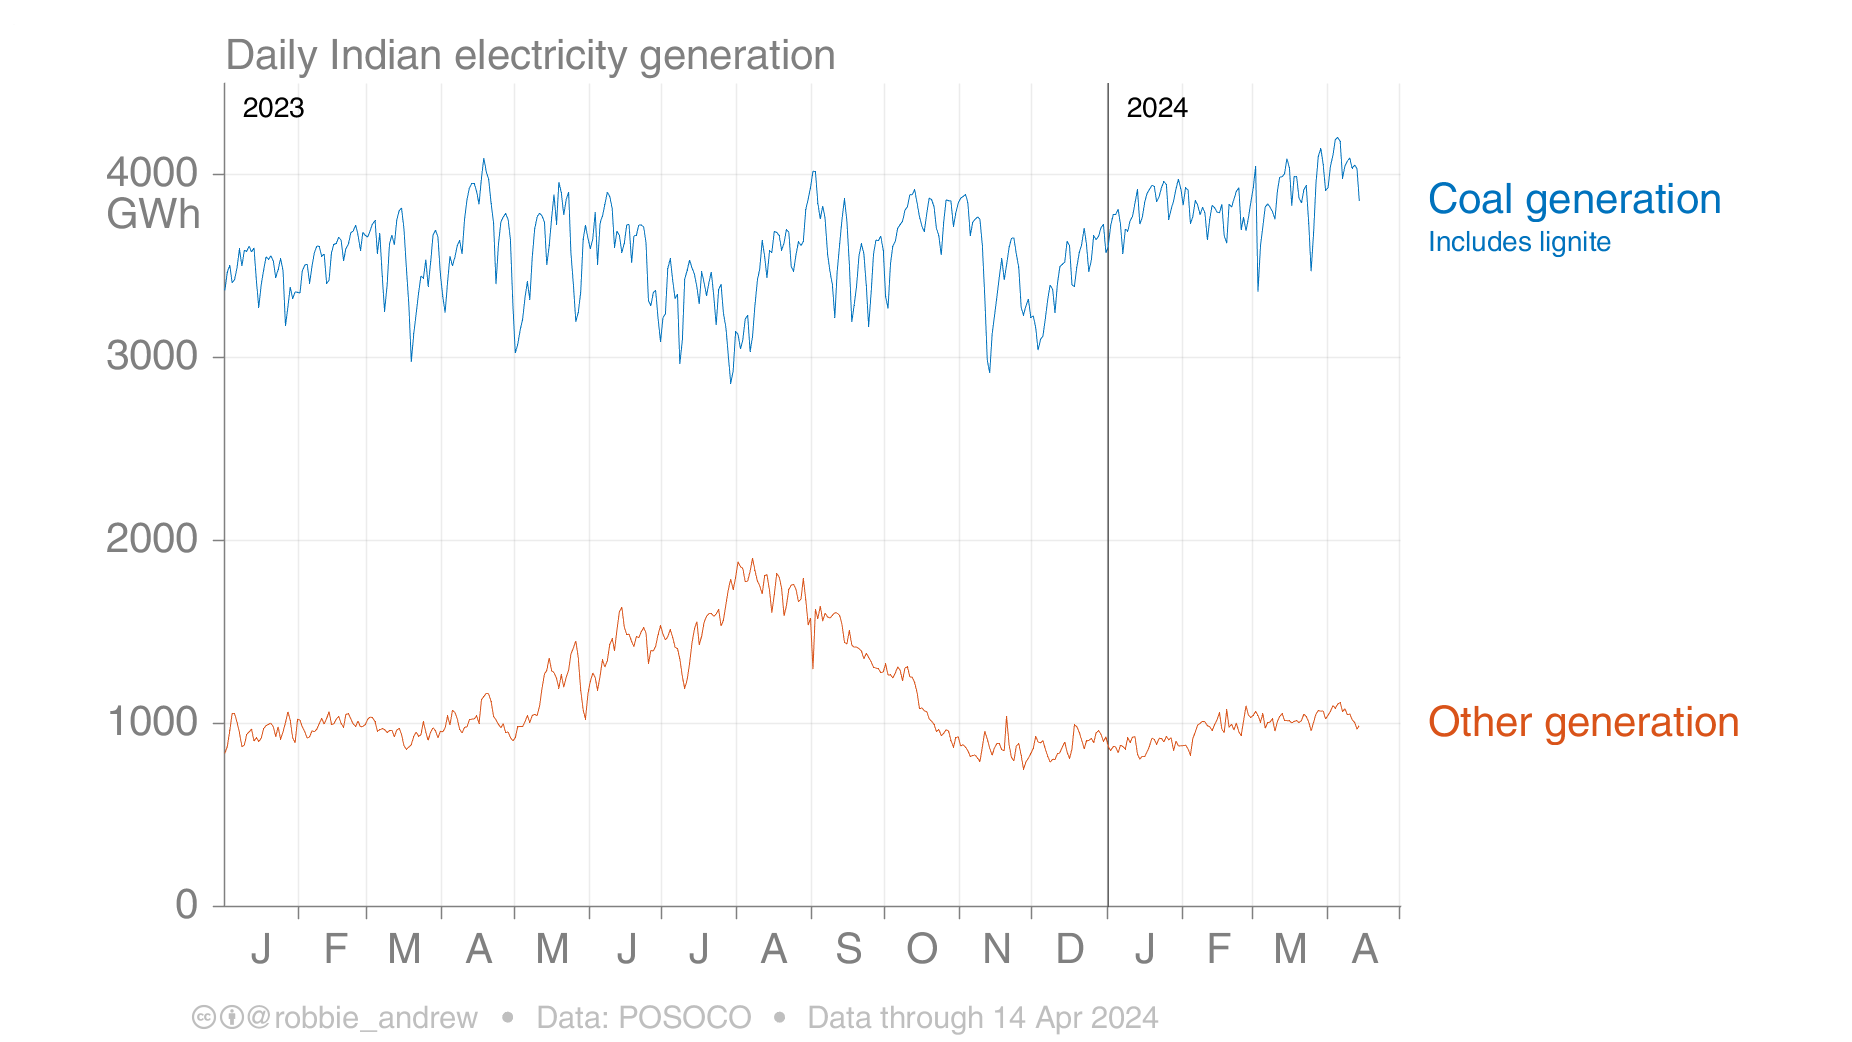 Daily Indian electricity generation
2023
2024
4000
GWh
3000
2000
1000
0
Coal generation
Includes lignite
Other generation
J F M A M J J A S O N D J F M A
@robbie_andrew • Data: POSOCO • Data through 14 Apr 2024